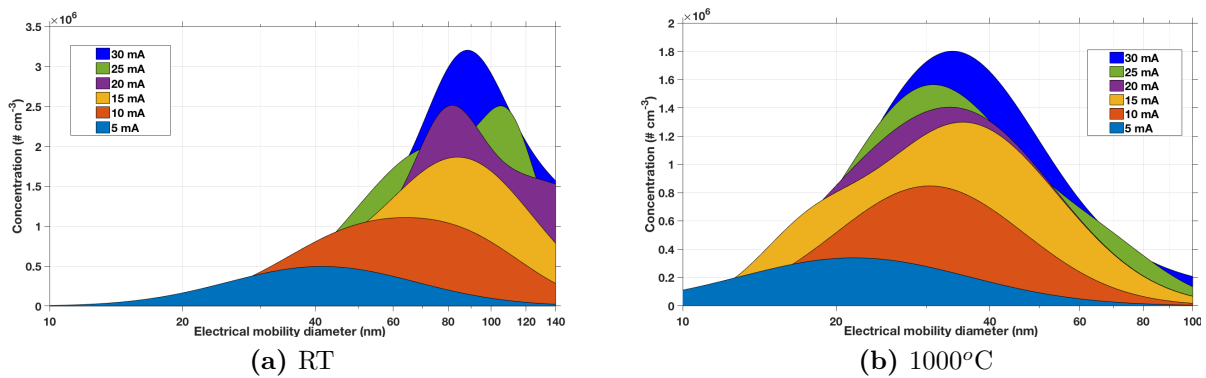 ×10⁶
3.5
3
2.5
2
1.5
1
0.5
0
Concentration (# cm⁻³)
30 mA
25 mA
20 mA
15 mA
10 mA
5 mA
10 20 40 60 80 100 120 140
Electrical mobility diameter (nm)
(a) RT
×10⁶
2
1.8
1.6
1.4
1.2
1
0.8
0.6
0.4
0.2
0
Concentration (# cm⁻³)
30 mA
25 mA
20 mA
15 mA
10 mA
5 mA
10 20 40 60 80 100
Electrical mobility diameter (nm)
(b) 1000°C